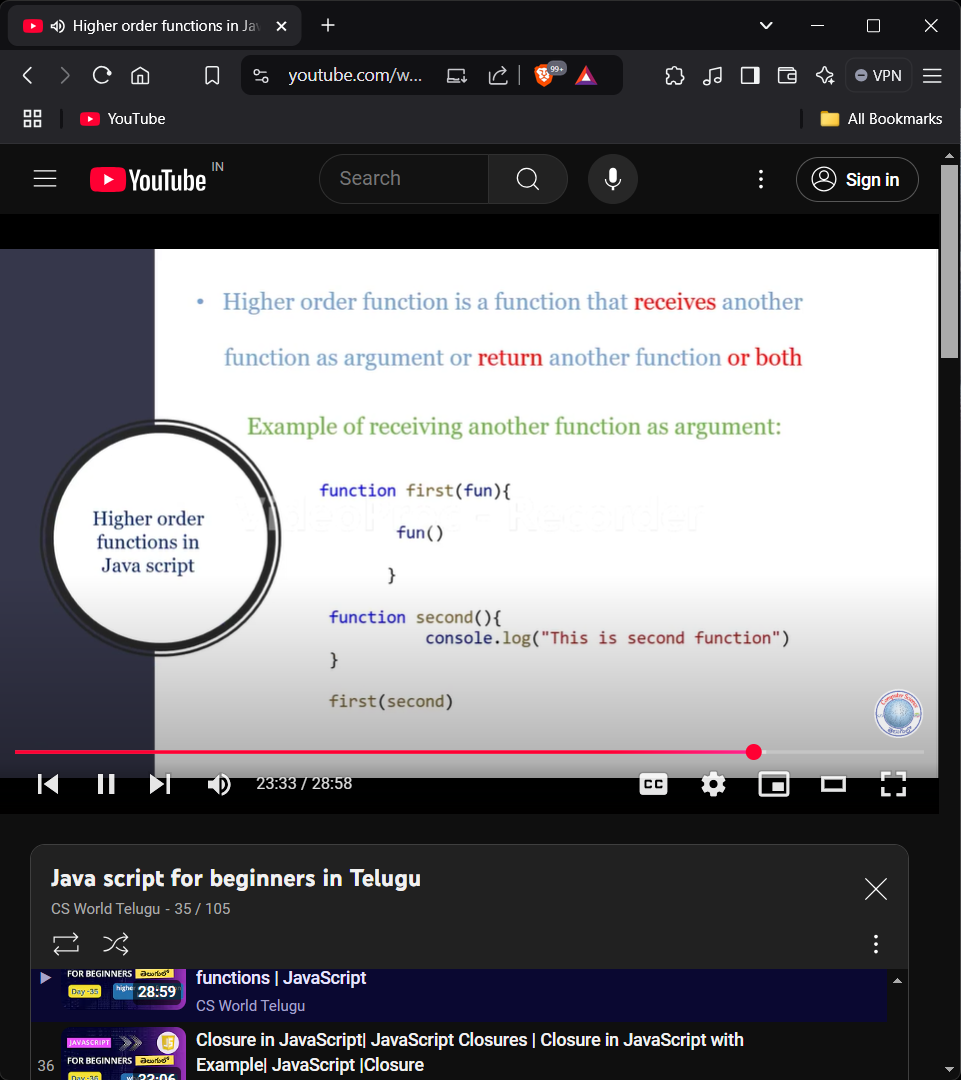 Higher order functions in Jav
youtube.com/w...
99+
VPN
YouTube
All Bookmarks
YouTube IN
Search
Sign in
• Higher order function is a function that receives another
function as argument or return another function or both
Example of receiving another function as argument:
Higher order
functions in
Java script
function first(fun){
fun()
}
function second(){
console.log("This is second function")
}
first(second)
23:33 / 28:58
CC
Java script for beginners in Telugu
CS World Telugu - 35 / 105
FOR BEGINNERS తెలుగులో
Day -35
28:59
functions | JavaScript
CS World Telugu
36
JAVASCRIPT
FOR BEGINNERS తెలుగులో
Day -35
33:06
Closure in JavaScript| JavaScript Closures | Closure in JavaScript with
Example| JavaScript |Closure